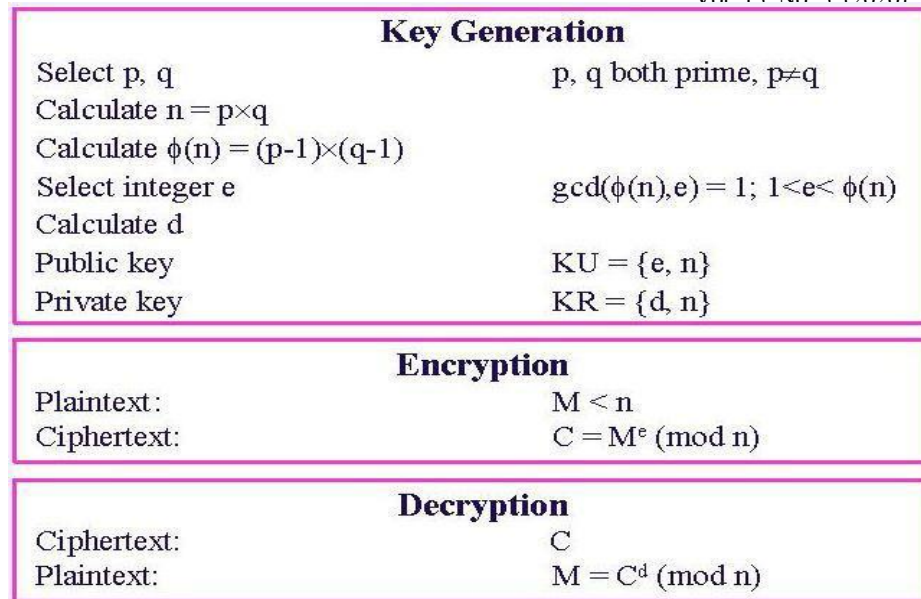 Key Generation
Select p, q p, q both prime, p≠q
Calculate n = p×q
Calculate ϕ(n) = (p-1)×(q-1)
Select integer e gcd(ϕ(n),e) = 1; 1<e< ϕ(n)
Calculate d
Public key KU = {e, n}
Private key KR = {d, n}
Encryption
Plaintext: M < n
Ciphertext: C = Mᵉ (mod n)
Decryption
Ciphertext: C
Plaintext: M = Cᵈ (mod n)